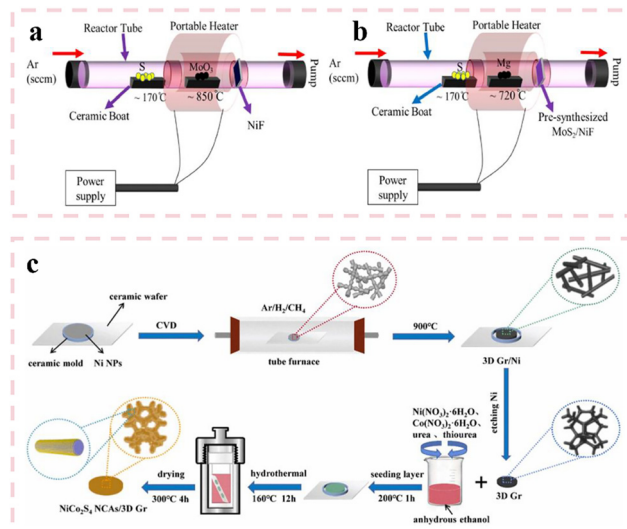 a
Reactor Tube
Portable Heater
Ar
(sccm)
S
MoO₃
Pump
~ 170℃
~ 850℃
Ceramic Boat
NiF
Power
supply
b
Reactor Tube
Portable Heater
Ar
(sccm)
S
Mg
Pump
~ 170℃
~ 720℃
Ceramic Boat
Pre-synthesized
MoS₂/NiF
Power
supply
c
ceramic wafer
ceramic mold
Ni NPs
CVD
Ar/H₂/CH₄
tube furnace
900℃
3D Gr/Ni
etching Ni
3D Gr
+
Ni(NO₃)₂·6H₂O、
Co(NO₃)₂·6H₂O、
urea、thiourea
anhydrous ethanol
seeding layer
200℃ 1h
hydrothermal
160℃ 12h
drying
300℃ 4h
NiCo₂S₄ NCAs/3D Gr